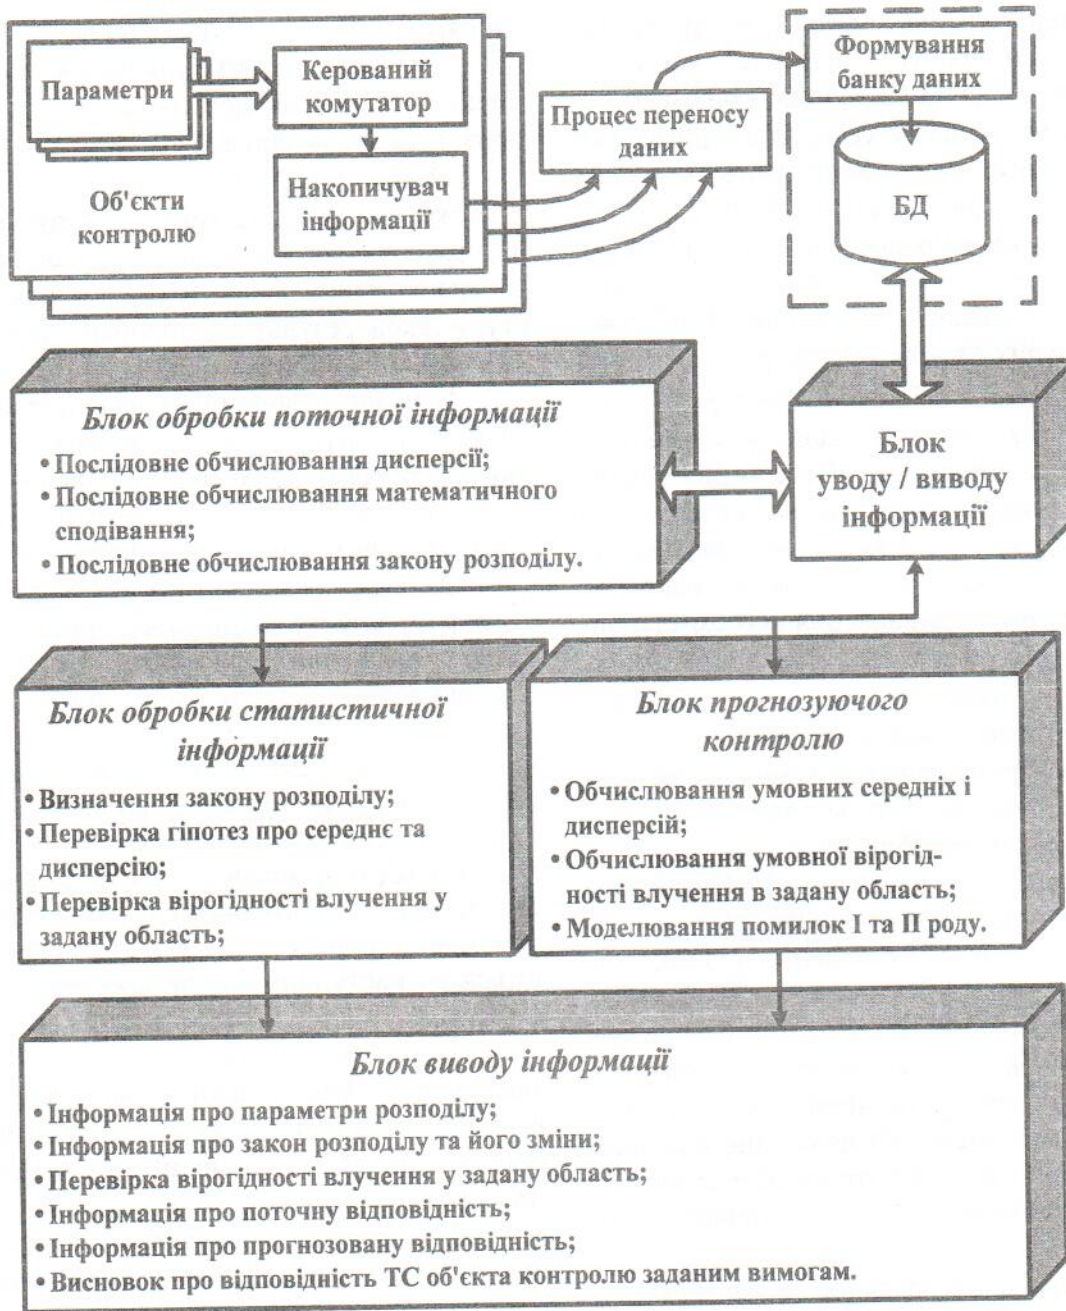 Параметри
Керований
комутатор
Накопичувач
інформації
Об'єкти
контролю
Процес переносу
даних
Формування
банку даних
БД
Блок обробки поточної інформації
• Послідовне обчислювання дисперсії;
• Послідовне обчислювання математичного
сподівання;
• Послідовне обчислювання закону розподілу.
Блок
уводу / виводу
інформації
Блок обробки статистичної
інформації
• Визначення закону розподілу;
• Перевірка гіпотез про середнє та
дисперсію;
• Перевірка вірогідності влучення у
задану область;
Блок прогнозуючого
контролю
• Обчислювання умовних середніх і
дисперсій;
• Обчислювання умовної вірогід-
ності влучення в задану область;
• Моделювання помилок I та II роду.
Блок виводу інформації
• Інформація про параметри розподілу;
• Інформація про закон розподілу та його зміни;
• Перевірка вірогідності влучення у задану область;
• Інформація про поточну відповідність;
• Інформація про прогнозовану відповідність;
• Висновок про відповідність ТС об'єкта контролю заданим вимогам.